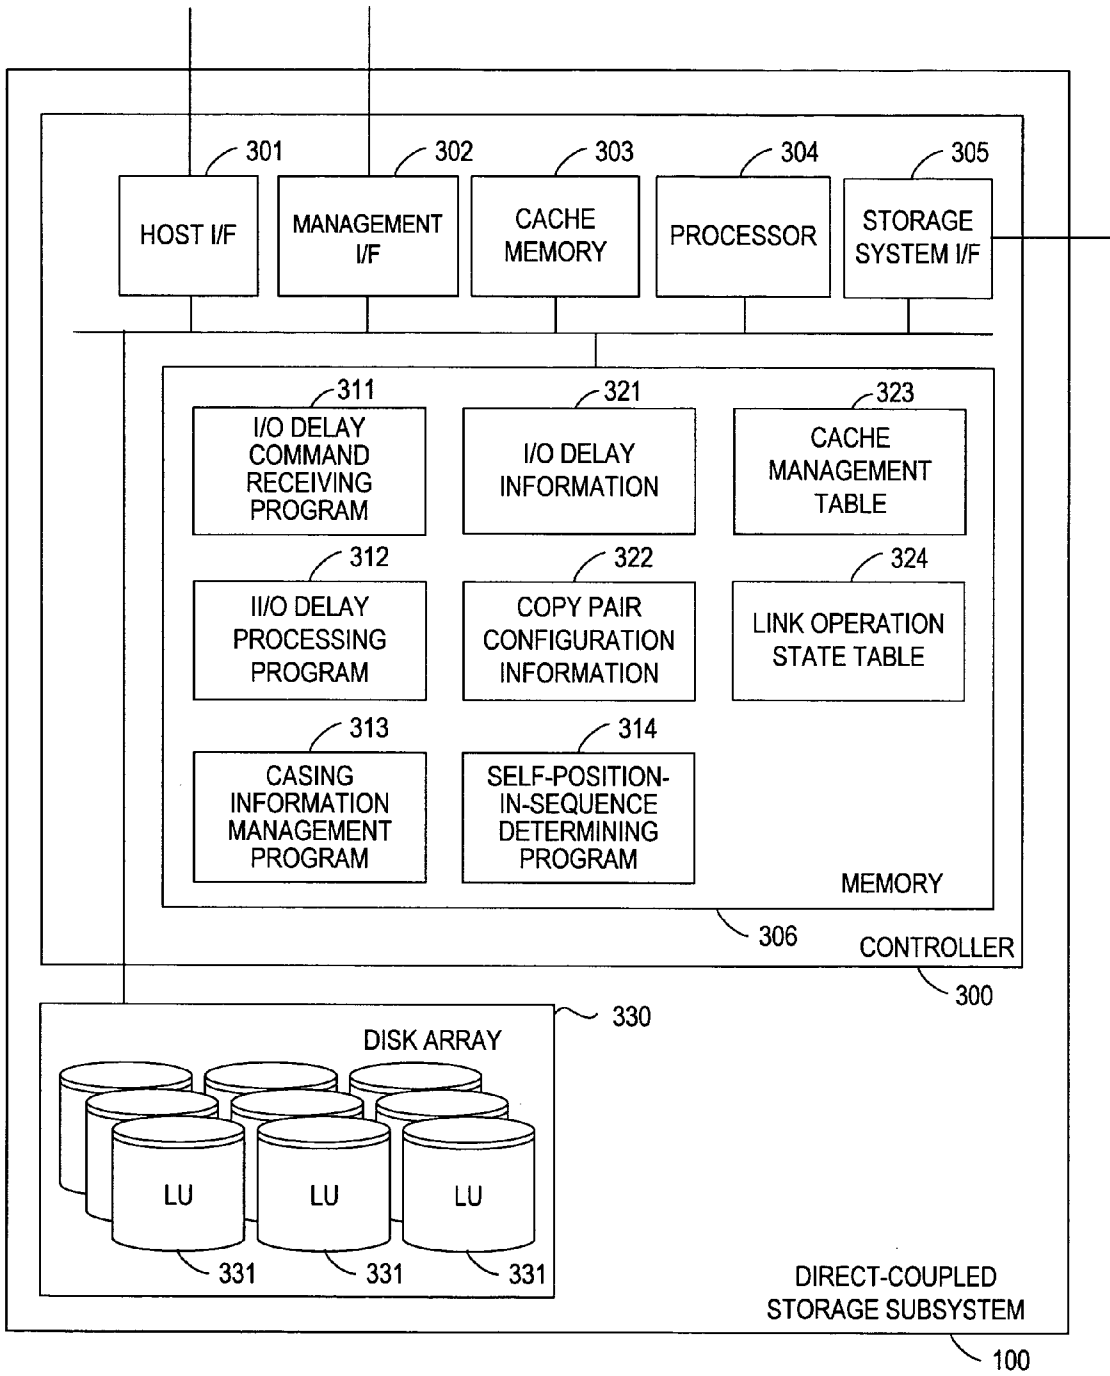 301
302
303
304
305
HOST I/F
MANAGEMENT
I/F
CACHE
MEMORY
PROCESSOR
STORAGE
SYSTEM I/F
311
321
323
I/O DELAY
COMMAND
RECEIVING
PROGRAM
I/O DELAY
INFORMATION
CACHE
MANAGEMENT
TABLE
312
322
324
II/O DELAY
PROCESSING
PROGRAM
COPY PAIR
CONFIGURATION
INFORMATION
LINK OPERATION
STATE TABLE
313
314
CASING
INFORMATION
MANAGEMENT
PROGRAM
SELF-POSITION-
IN-SEQUENCE
DETERMINING
PROGRAM
MEMORY
306
CONTROLLER
300
330
DISK ARRAY
LU
LU
LU
331
331
331
DIRECT-COUPLED
STORAGE SUBSYSTEM
100